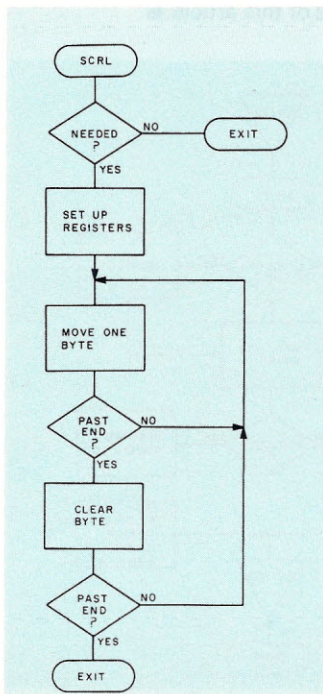 SCRL
NEEDED
?
NO
EXIT
YES
SET UP
REGISTERS
MOVE ONE
BYTE
PAST
END
?
NO
YES
CLEAR
BYTE
PAST
END
?
NO
YES
EXIT